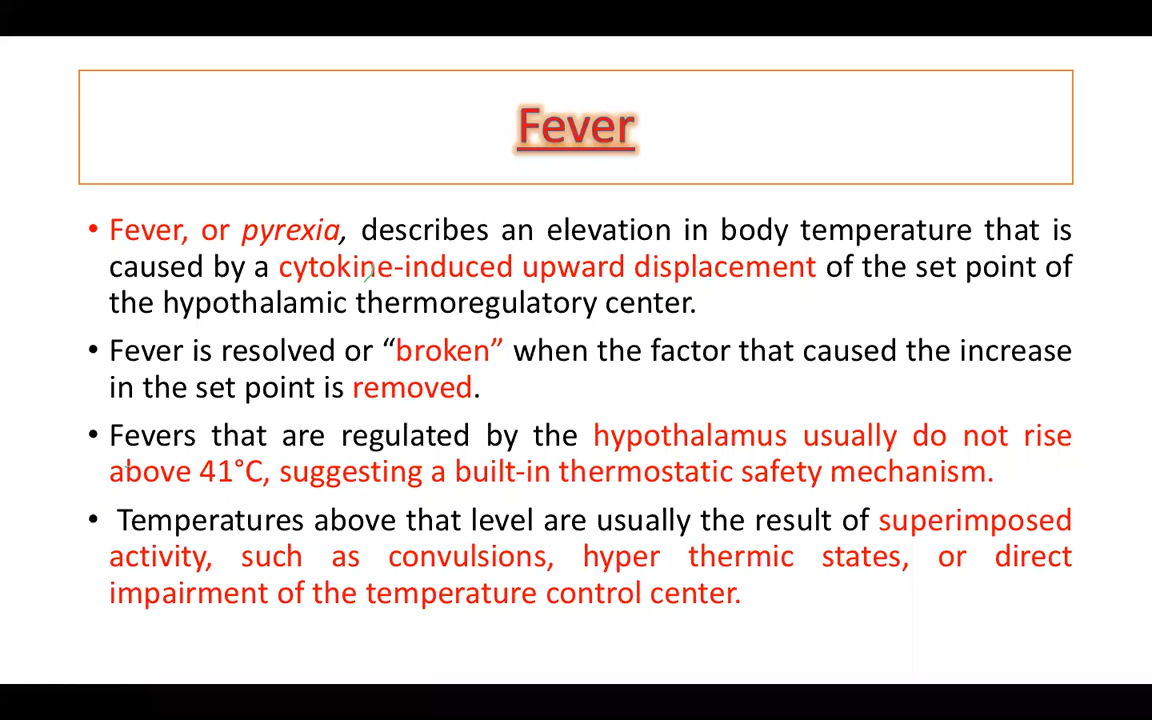 Fever
• Fever, or pyrexia, describes an elevation in body temperature that is
caused by a cytokine-induced upward displacement of the set point of
the hypothalamic thermoregulatory center.
• Fever is resolved or “broken” when the factor that caused the increase
in the set point is removed.
• Fevers that are regulated by the hypothalamus usually do not rise
above 41°C, suggesting a built-in thermostatic safety mechanism.
• Temperatures above that level are usually the result of superimposed
activity, such as convulsions, hyper thermic states, or direct
impairment of the temperature control center.